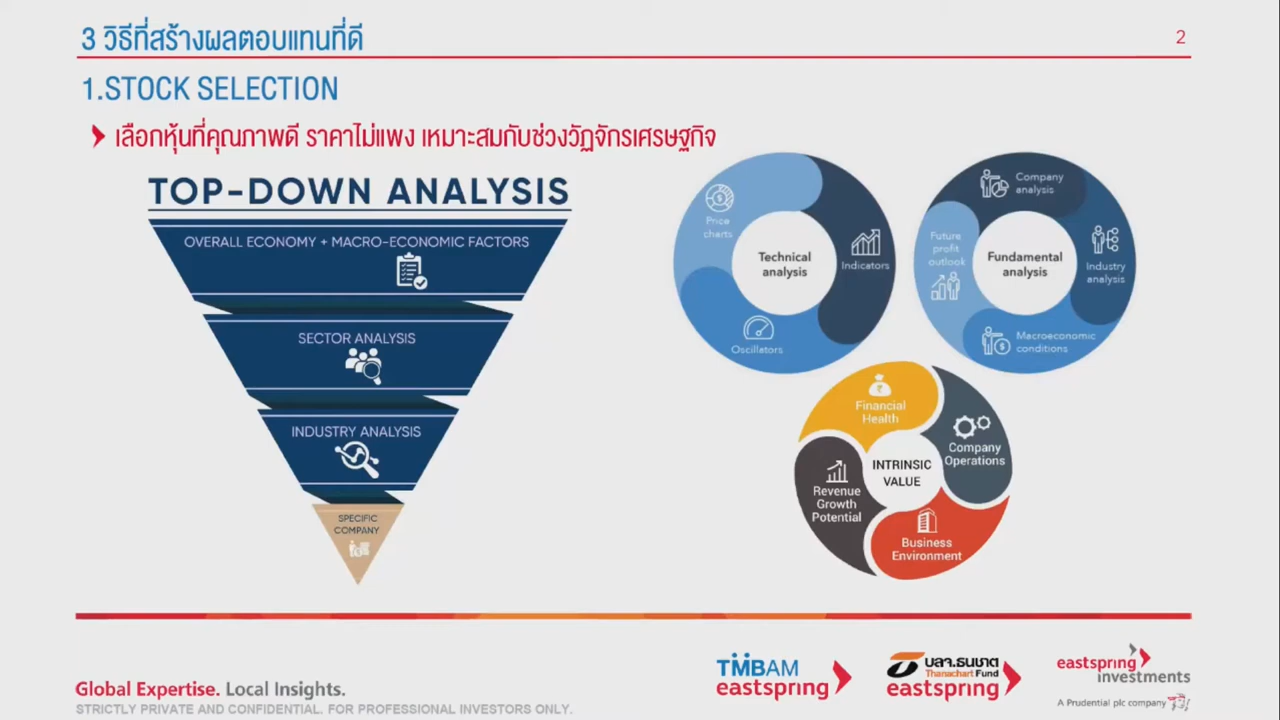 3 วิธีที่สร้างผลตอบแทนที่ดี
2
1.STOCK SELECTION
เลือกหุ้นที่คุณภาพดี ราคาไม่แพง เหมาะสมกับช่วงวัฏจักรเศรษฐกิจ
TOP-DOWN ANALYSIS
OVERALL ECONOMY + MACRO-ECONOMIC FACTORS
SECTOR ANALYSIS
INDUSTRY ANALYSIS
SPECIFIC
COMPANY
Price
charts
Technical
analysis
Indicators
Oscillators
Company
analysis
Future
profit
outlook
Fundamental
analysis
Industry
analysis
Macroeconomic
conditions
Financial
Health
Company
Operations
INTRINSIC
VALUE
Revenue
Growth
Potential
Business
Environment
Global Expertise. Local Insights.
STRICTLY PRIVATE AND CONFIDENTIAL. FOR PROFESSIONAL INVESTORS ONLY.
TMBAM
eastspring
บลจ.ธนชาต
Thanachart Fund
eastspring
eastspring
investments
A Prudential plc company